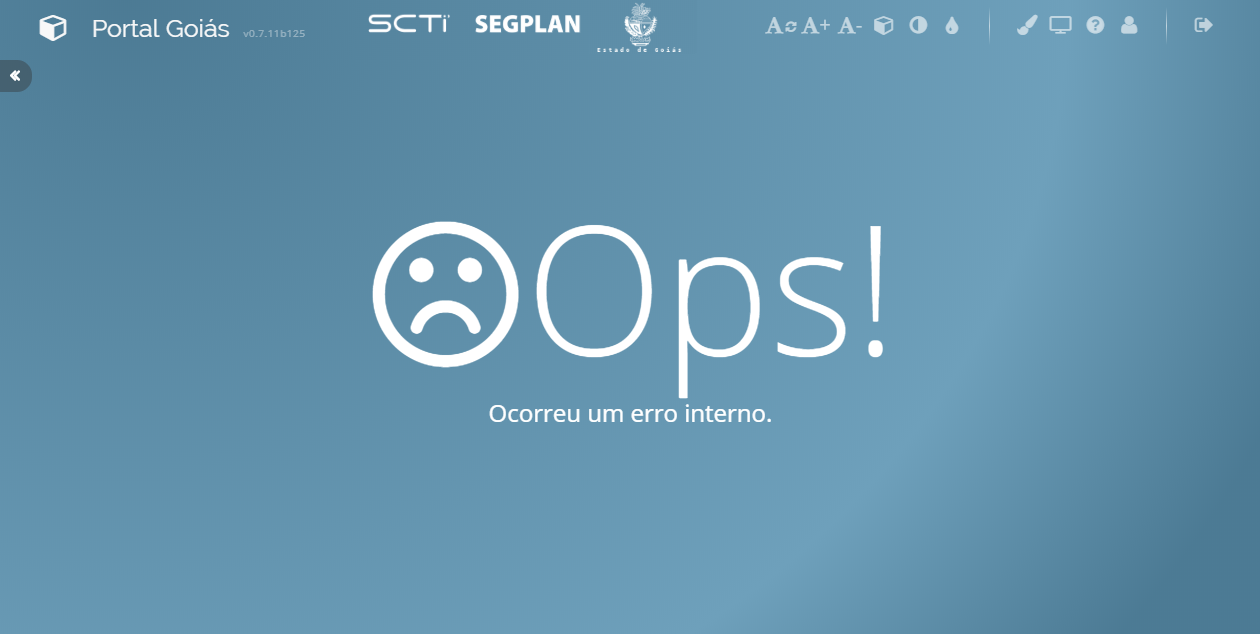 Portal Goiás v0.7.11b125
SCTi SEGPLAN
Estado de Goiás
A A+ A-
Ops!
Ocorreu um erro interno.